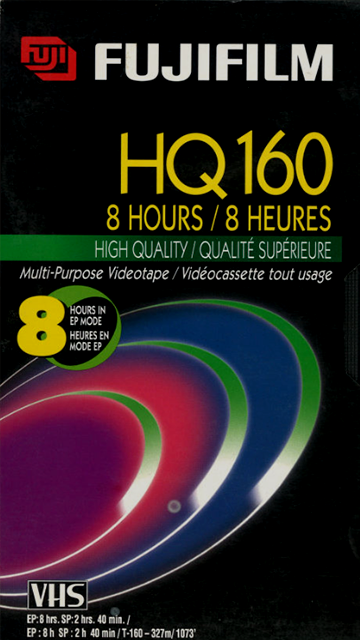 FUJI FUJIFILM
HQ 160
8 HOURS / 8 HEURES
HIGH QUALITY / QUALITÉ SUPÉRIEURE
Multi-Purpose Videotape / Vidéocassette tout usage
8 HOURS IN
EP MODE
HEURES EN
MODE EP
VHS
EP: 8 hrs. SP: 2 hrs. 40 min. /
EP : 8 h SP : 2 h 40 min / T-160 – 327m/1073'